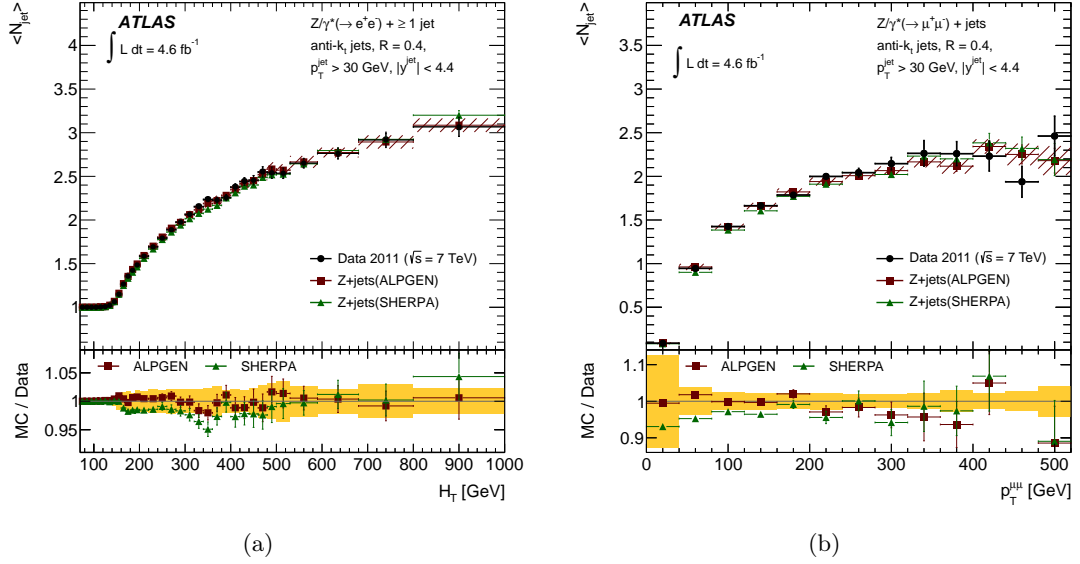 <N_jet>
ATLAS
∫ L dt = 4.6 fb⁻¹
Z/γ*(→ e⁺e⁻) + ≥ 1 jet
anti-k_t jets, R = 0.4,
p_T^jet > 30 GeV, |y^jet| < 4.4
3.5
3
2.5
2
1.5
1
Data 2011 (√s = 7 TeV)
Z+jets(ALPGEN)
Z+jets(SHERPA)
MC / Data
ALPGEN
SHERPA
1.05
1
0.95
100 200 300 400 500 600 700 800 900 1000
H_T [GeV]
(a)
<N_jet>
ATLAS
∫ L dt = 4.6 fb⁻¹
Z/γ*(→ μ⁺μ⁻) + jets
anti-k_t jets, R = 0.4,
p_T^jet > 30 GeV, |y^jet| < 4.4
3.5
3
2.5
2
1.5
1
0.5
Data 2011 (√s = 7 TeV)
Z+jets(ALPGEN)
Z+jets(SHERPA)
MC / Data
ALPGEN
SHERPA
1.1
1
0.9
0 100 200 300 400 500
p_T^μμ [GeV]
(b)